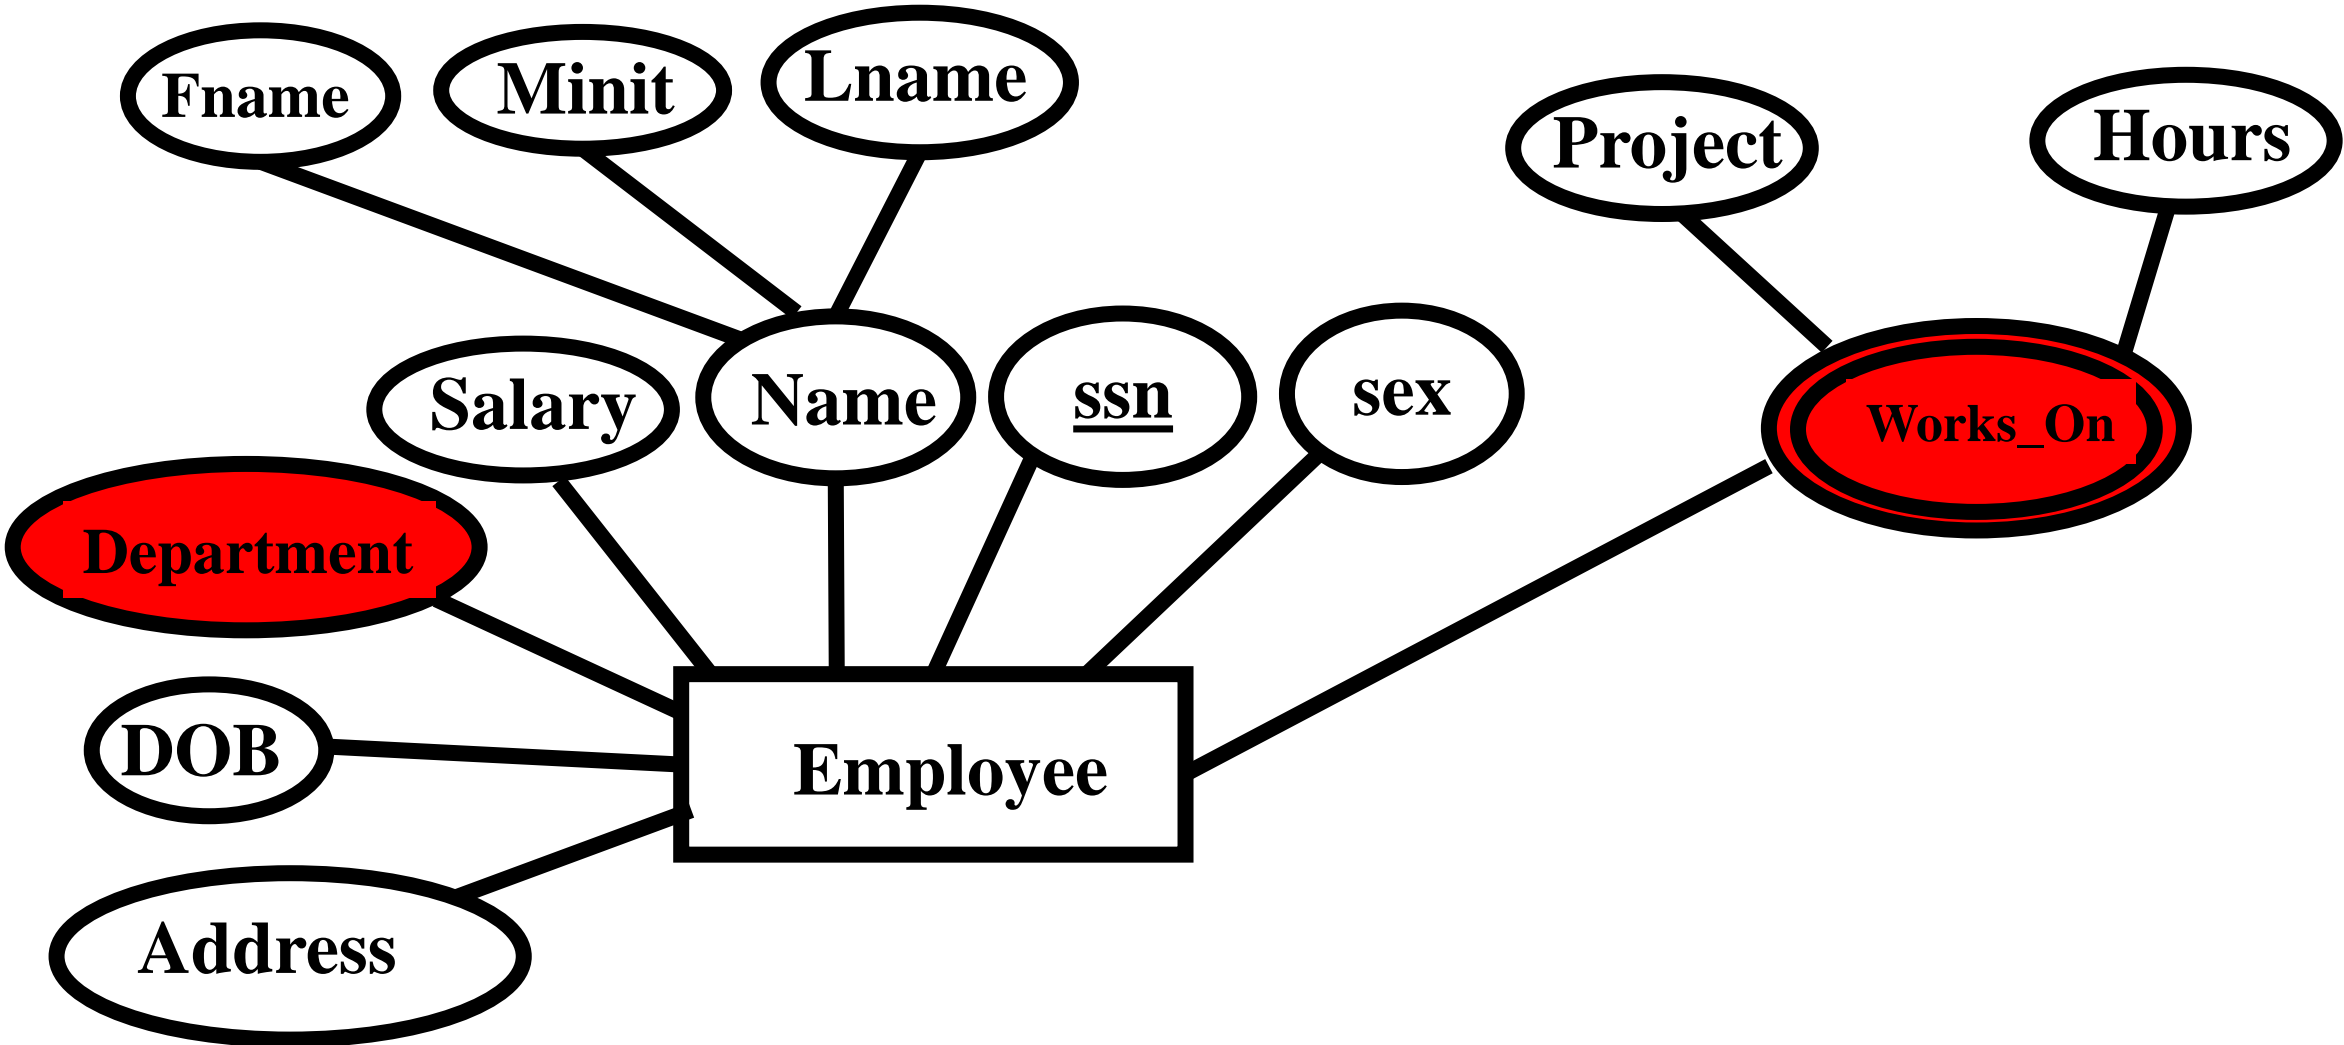 Fname
Minit
Lname
Project
Hours
Salary
Name
ssn
sex
Works_On
Department
DOB
Employee
Address